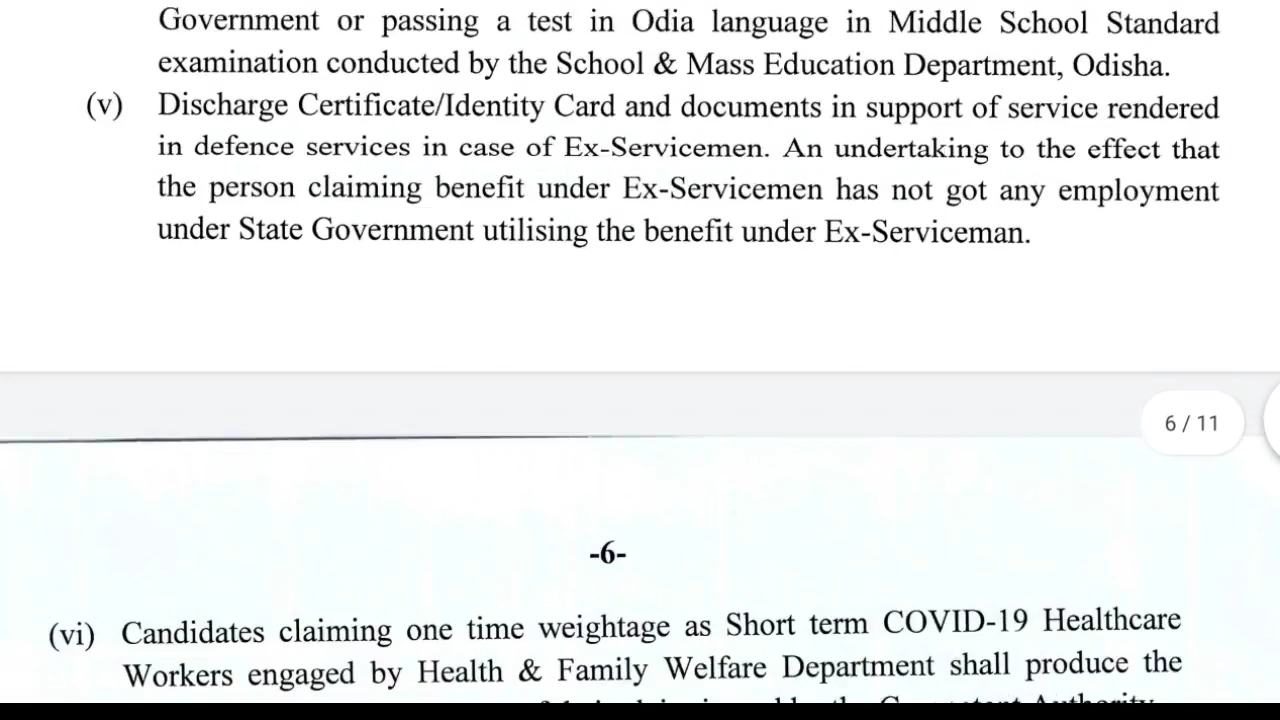 Government or passing a test in Odia language in Middle School Standard
examination conducted by the School & Mass Education Department, Odisha.
(v) Discharge Certificate/Identity Card and documents in support of service rendered
in defence services in case of Ex-Servicemen. An undertaking to the effect that
the person claiming benefit under Ex-Servicemen has not got any employment
under State Government utilising the benefit under Ex-Serviceman.
6 / 11
-6-
(vi) Candidates claiming one time weightage as Short term COVID-19 Healthcare
Workers engaged by Health & Family Welfare Department shall produce the
Authority